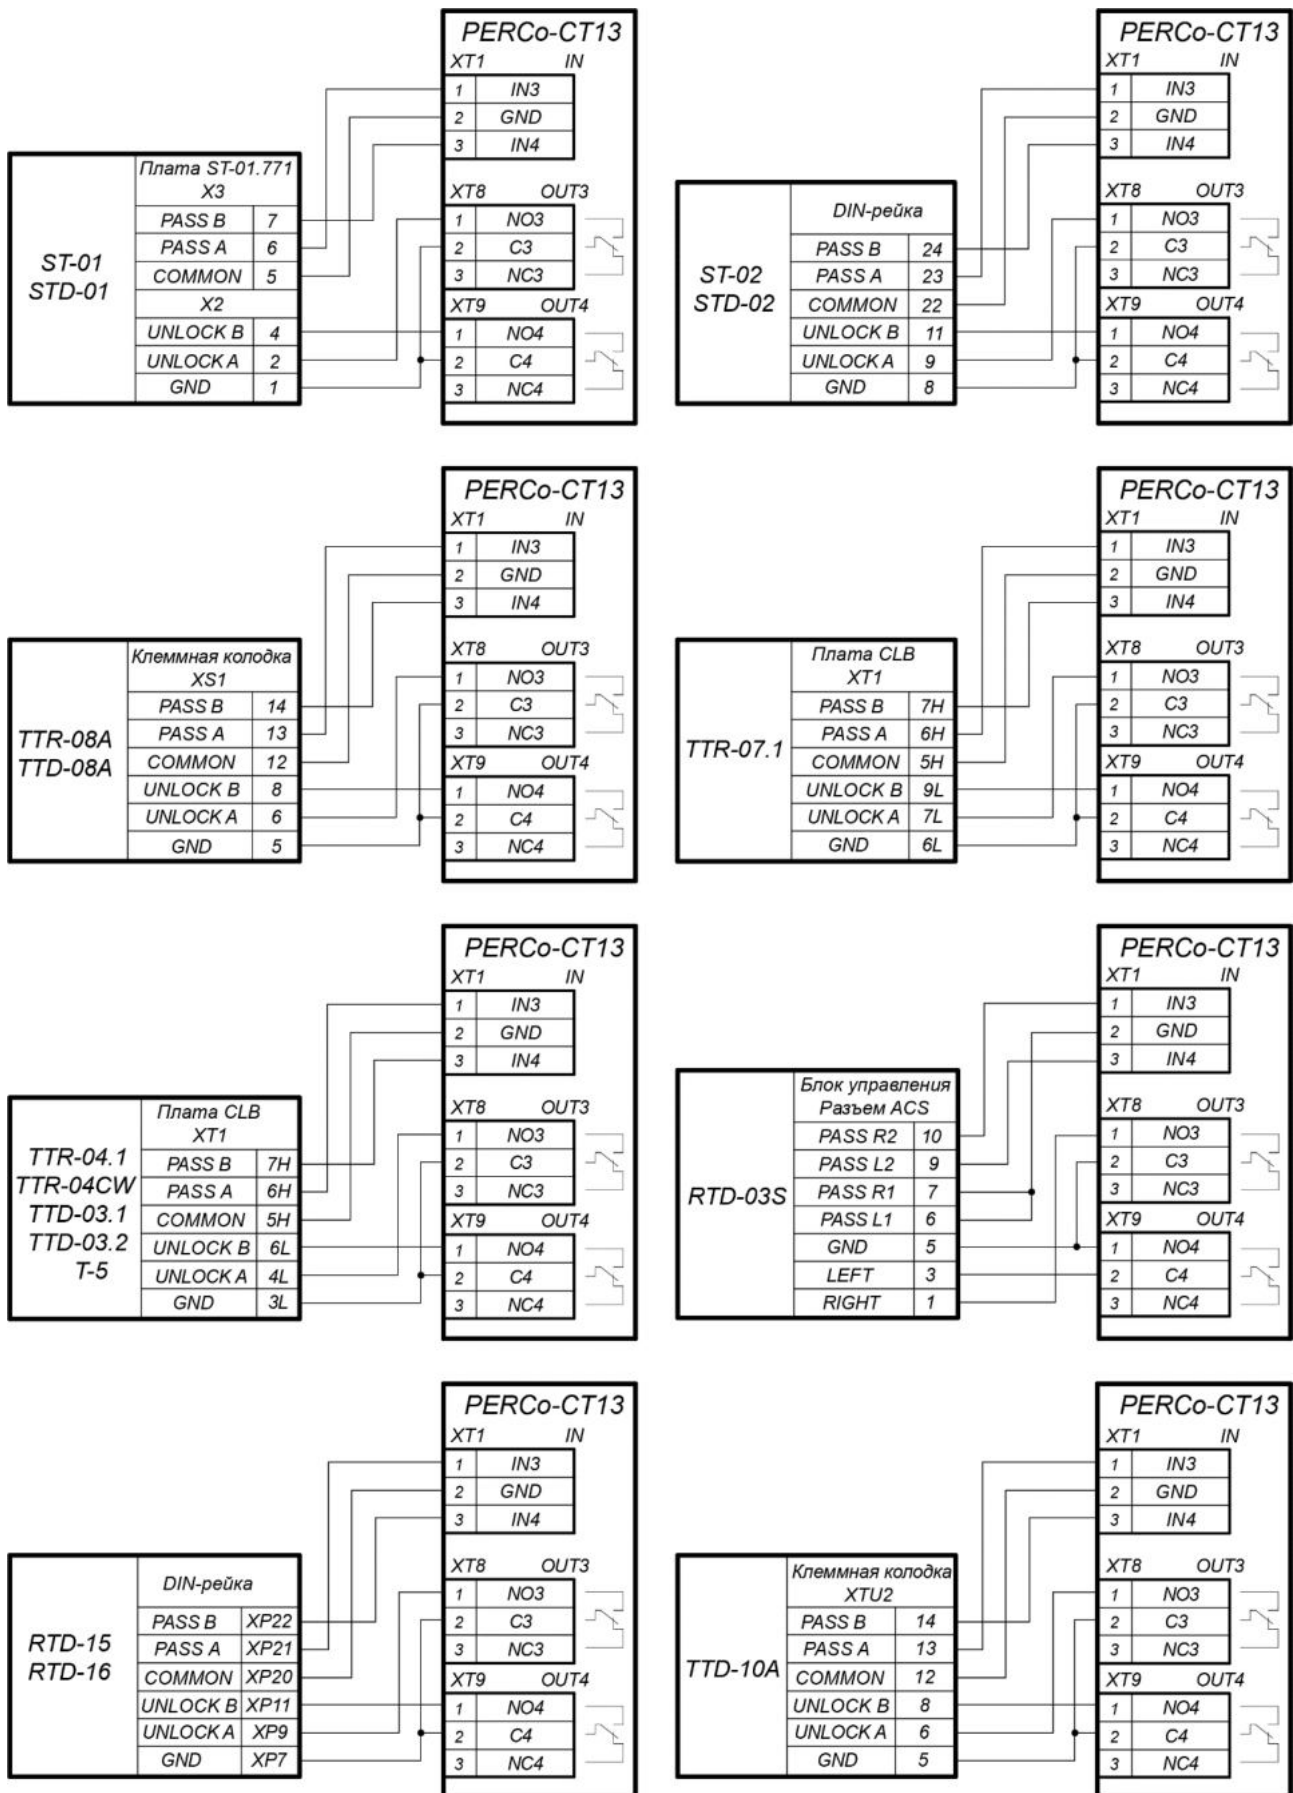 PERCo-CT13
XT1 IN
1 IN3
2 GND
3 IN4
XT8 OUT3
1 NO3
2 C3
3 NC3
XT9 OUT4
1 NO4
2 C4
3 NC4
ST-01
STD-01
Плата ST-01.771
X3
PASS B 7
PASS A 6
COMMON 5
X2
UNLOCK B 4
UNLOCK A 2
GND 1
PERCo-CT13
XT1 IN
1 IN3
2 GND
3 IN4
XT8 OUT3
1 NO3
2 C3
3 NC3
XT9 OUT4
1 NO4
2 C4
3 NC4
ST-02
STD-02
DIN-рейка
PASS B 24
PASS A 23
COMMON 22
UNLOCK B 11
UNLOCK A 9
GND 8
PERCo-CT13
XT1 IN
1 IN3
2 GND
3 IN4
XT8 OUT3
1 NO3
2 C3
3 NC3
XT9 OUT4
1 NO4
2 C4
3 NC4
TTR-08A
TTD-08A
Клеммная колодка
XS1
PASS B 14
PASS A 13
COMMON 12
UNLOCK B 8
UNLOCK A 6
GND 5
PERCo-CT13
XT1 IN
1 IN3
2 GND
3 IN4
XT8 OUT3
1 NO3
2 C3
3 NC3
XT9 OUT4
1 NO4
2 C4
3 NC4
TTR-07.1
Плата CLB
XT1
PASS B 7H
PASS A 6H
COMMON 5H
UNLOCK B 9L
UNLOCK A 7L
GND 6L
PERCo-CT13
XT1 IN
1 IN3
2 GND
3 IN4
XT8 OUT3
1 NO3
2 C3
3 NC3
XT9 OUT4
1 NO4
2 C4
3 NC4
TTR-04.1
TTR-04CW
TTD-03.1
TTD-03.2
T-5
Плата CLB
XT1
PASS B 7H
PASS A 6H
COMMON 5H
UNLOCK B 6L
UNLOCK A 4L
GND 3L
PERCo-CT13
XT1 IN
1 IN3
2 GND
3 IN4
XT8 OUT3
1 NO3
2 C3
3 NC3
XT9 OUT4
1 NO4
2 C4
3 NC4
RTD-03S
Блок управления
Разъем ACS
PASS R2 10
PASS L2 9
PASS R1 7
PASS L1 6
GND 5
LEFT 3
RIGHT 1
PERCo-CT13
XT1 IN
1 IN3
2 GND
3 IN4
XT8 OUT3
1 NO3
2 C3
3 NC3
XT9 OUT4
1 NO4
2 C4
3 NC4
RTD-15
RTD-16
DIN-рейка
PASS B XP22
PASS A XP21
COMMON XP20
UNLOCK B XP11
UNLOCK A XP9
GND XP7
PERCo-CT13
XT1 IN
1 IN3
2 GND
3 IN4
XT8 OUT3
1 NO3
2 C3
3 NC3
XT9 OUT4
1 NO4
2 C4
3 NC4
TTD-10A
Клеммная колодка
XTU2
PASS B 14
PASS A 13
COMMON 12
UNLOCK B 8
UNLOCK A 6
GND 5